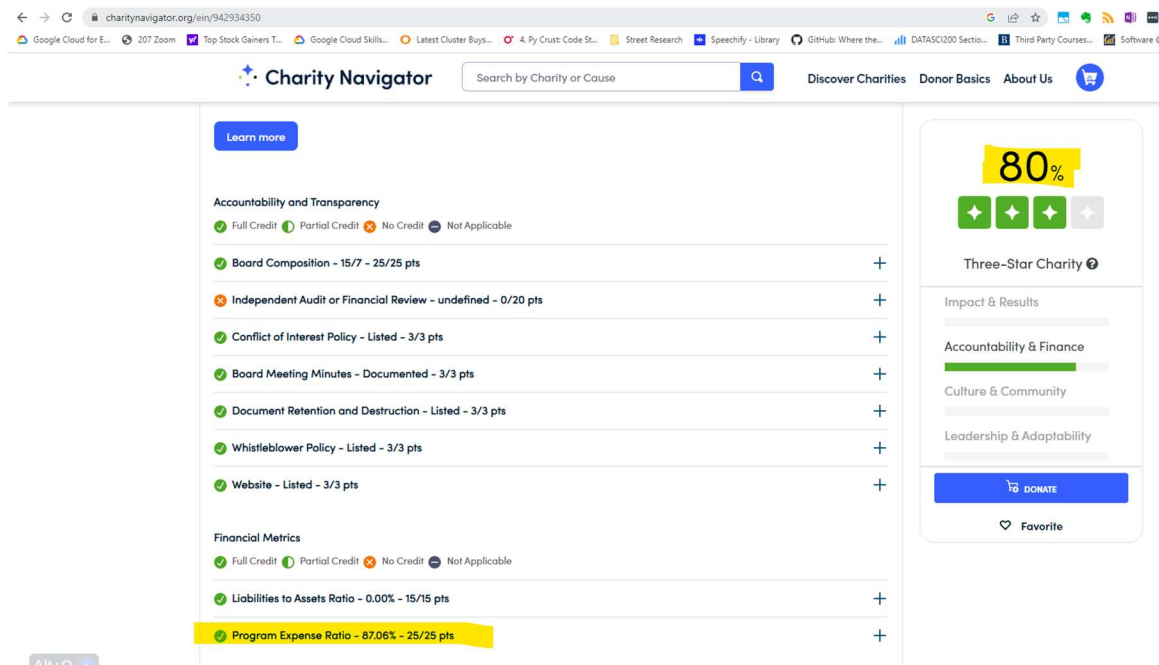 charitynavigator.org/ein/942934350
Google Cloud for E... 207 Zoom Top Stock Gainers T... Google Cloud Skills... Latest Cluster Buys... 4. Py Crust: Code St... Street Research Speechify - Library GitHub: Where the... DATASCI200 Sectio... Third Party Courses... Software
Charity Navigator Search by Charity or Cause Discover Charities Donor Basics About Us
Learn more
Accountability and Transparency
Full Credit Partial Credit No Credit Not Applicable
Board Composition - 15/7 - 25/25 pts
Independent Audit or Financial Review - undefined - 0/20 pts
Conflict of Interest Policy - Listed - 3/3 pts
Board Meeting Minutes - Documented - 3/3 pts
Document Retention and Destruction - Listed - 3/3 pts
Whistleblower Policy - Listed - 3/3 pts
Website - Listed - 3/3 pts
Financial Metrics
Full Credit Partial Credit No Credit Not Applicable
Liabilities to Assets Ratio - 0.00% - 15/15 pts
Program Expense Ratio - 87.06% - 25/25 pts
80%
Three-Star Charity
Impact & Results
Accountability & Finance
Culture & Community
Leadership & Adaptability
DONATE
Favorite